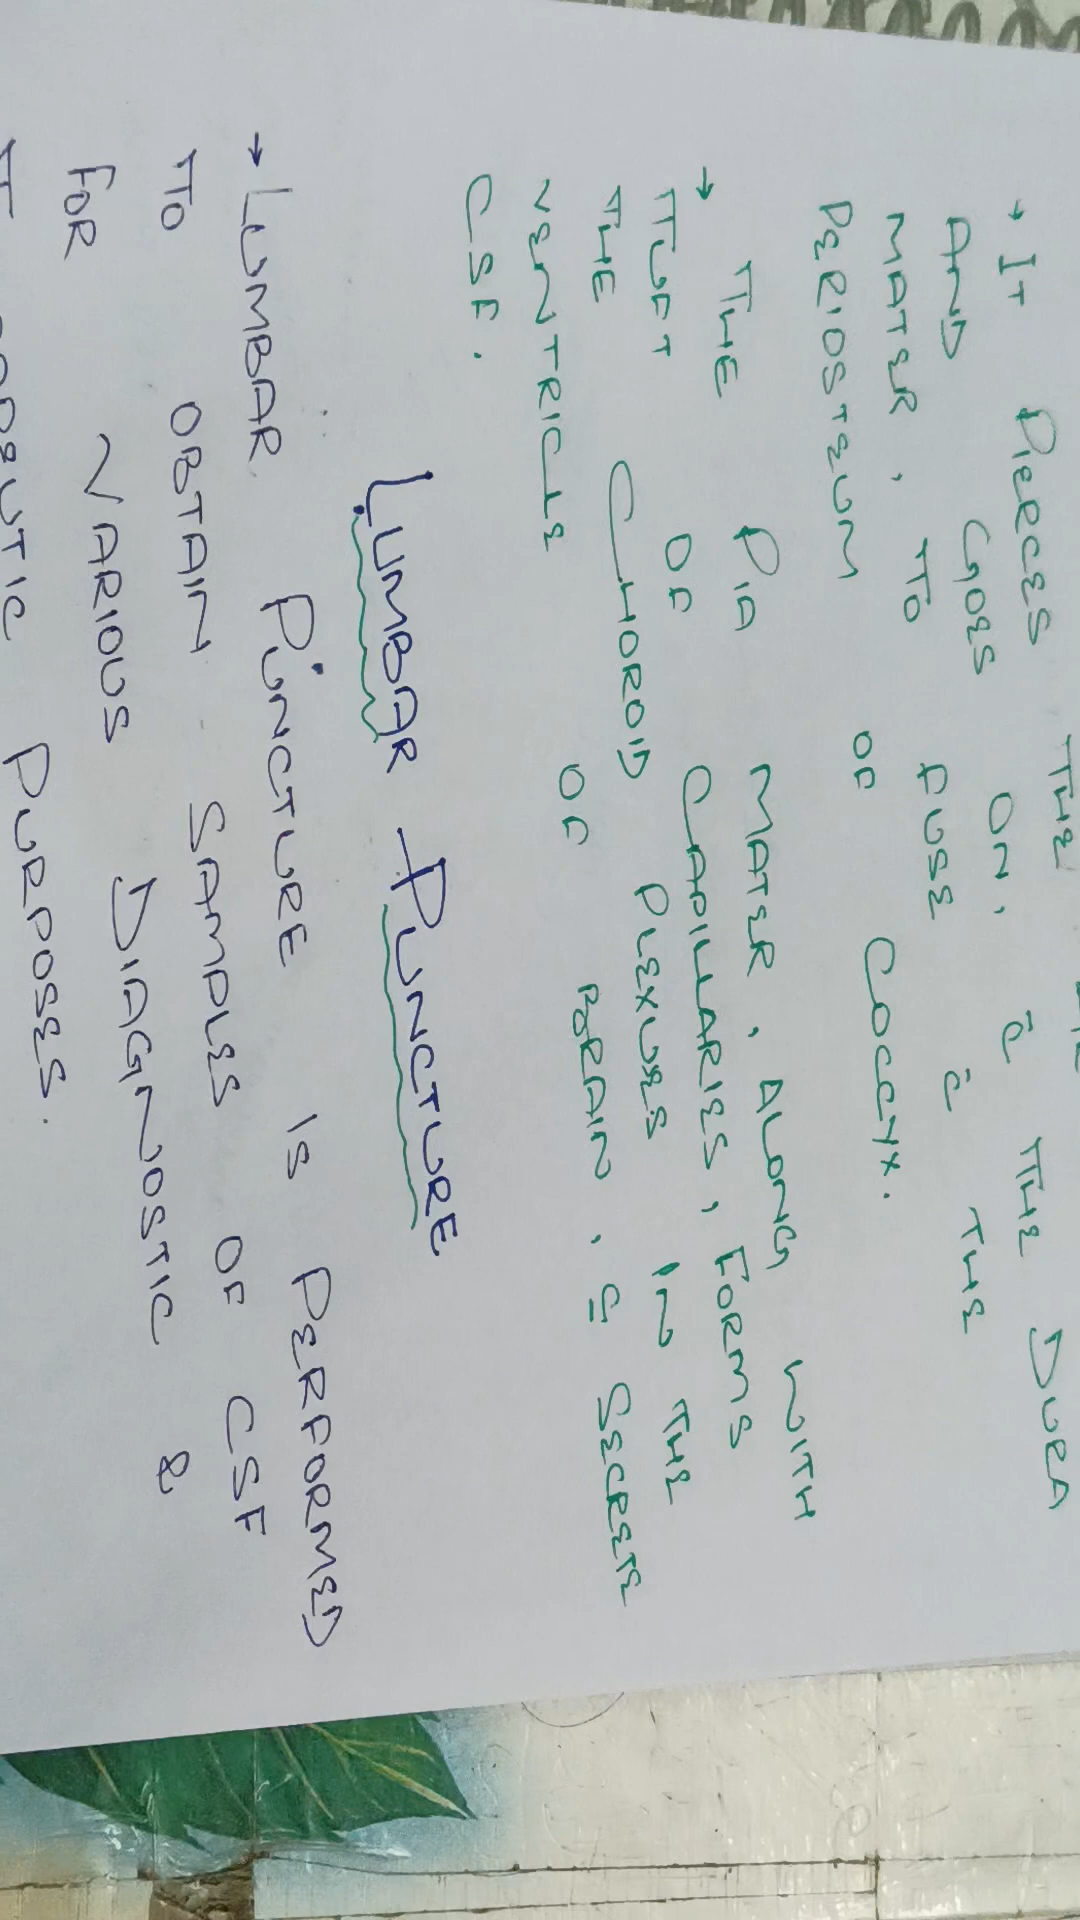 → It PIERCES THE DURA
AND GOES ON, c̄ THE
MATER, TO FUSE c̄ THE
PERIOSTEUM OF COCCYX.
→ THE PIA MATER, ALONG WITH
TUFT OF CAPILLARIES, FORMS
THE CHOROID PLEXUSES IN THE
VENTRICLE OF BRAIN, & SECRETE
CSF.
LUMBAR PUNCTURE
→ LUMBAR PUNCTURE IS PERFORMED
TO OBTAIN SAMPLES OF CSF
FOR VARIOUS DIAGNOSTIC &
PURPOSES.